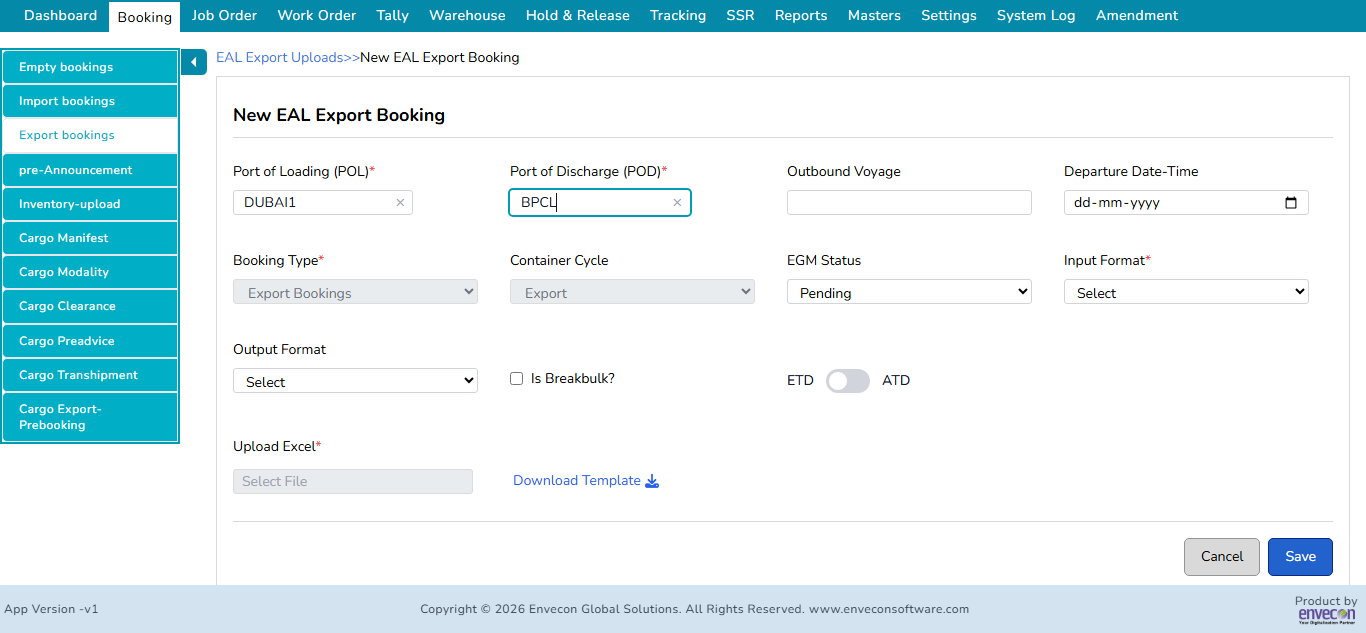 Dashboard Booking Job Order Work Order Tally Warehouse Hold & Release Tracking SSR Reports Masters Settings System Log Amendment
Empty bookings
Import bookings
Export bookings
pre-Announcement
Inventory-upload
Cargo Manifest
Cargo Modality
Cargo Clearance
Cargo Preadvice
Cargo Transhipment
Cargo Export-
Prebooking
EAL Export Uploads>>New EAL Export Booking
New EAL Export Booking
Port of Loading (POL)* Port of Discharge (POD)* Outbound Voyage Departure Date-Time
DUBAI1 × BPCL × dd-mm-yyyy
Booking Type* Container Cycle EGM Status Input Format*
Export Bookings Export Pending Select
Output Format
Select Is Breakbulk? ETD ATD
Upload Excel*
Select File Download Template
Cancel Save
App Version -v1 Copyright © 2026 Envecon Global Solutions. All Rights Reserved. www.enveconsoftware.com Product by
envecon
Your Digitalization Partner